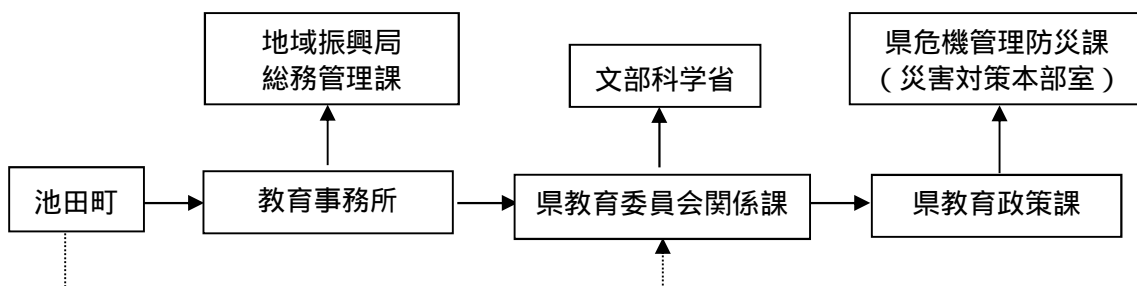 地域振興局
総務管理課
文部科学省
県危機管理防災課
（災害対策本部室）
池田町
教育事務所
県教育委員会関係課
県教育政策課